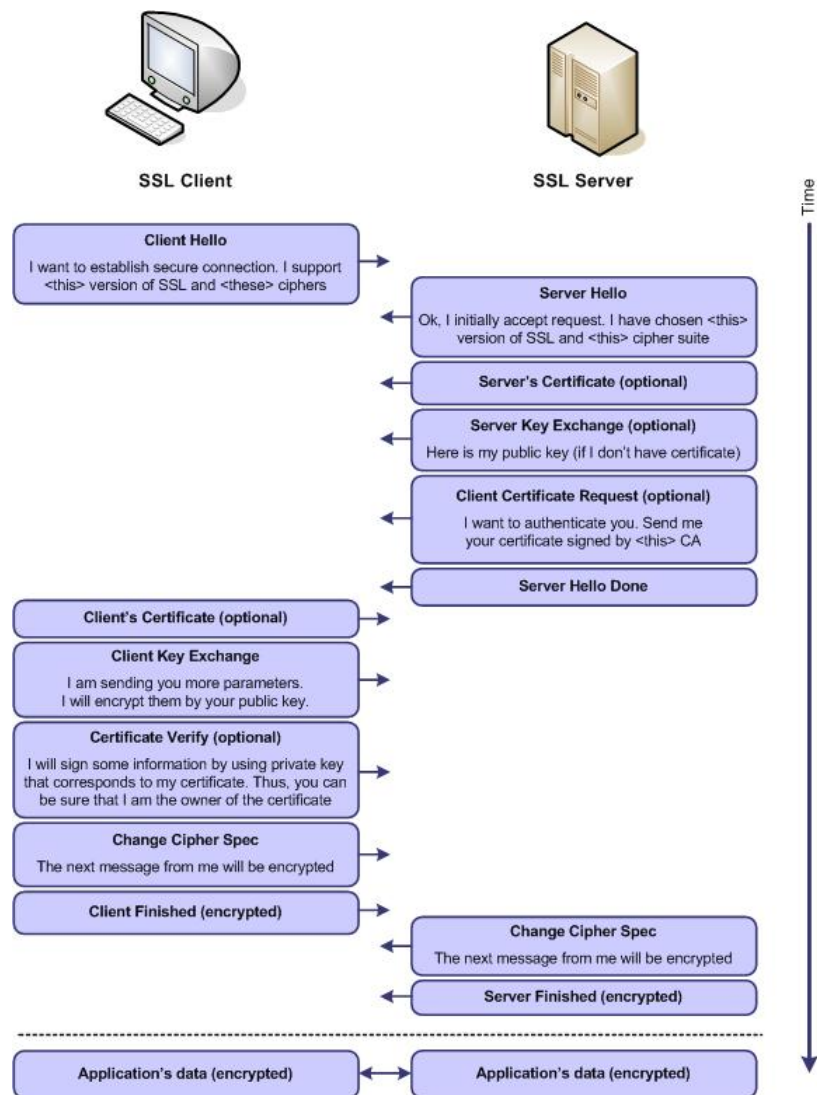 SSL Client
SSL Server
Time
Client Hello
I want to establish secure connection. I support
<this> version of SSL and <these> ciphers
Server Hello
Ok, I initially accept request. I have chosen <this>
version of SSL and <this> cipher suite
Server's Certificate (optional)
Server Key Exchange (optional)
Here is my public key (if I don't have certificate)
Client Certificate Request (optional)
I want to authenticate you. Send me
your certificate signed by <this> CA
Server Hello Done
Client's Certificate (optional)
Client Key Exchange
I am sending you more parameters.
I will encrypt them by your public key.
Certificate Verify (optional)
I will sign some information by using private key
that corresponds to my certificate. Thus, you can
be sure that I am the owner of the certificate
Change Cipher Spec
The next message from me will be encrypted
Client Finished (encrypted)
Change Cipher Spec
The next message from me will be encrypted
Server Finished (encrypted)
Application's data (encrypted)
Application's data (encrypted)